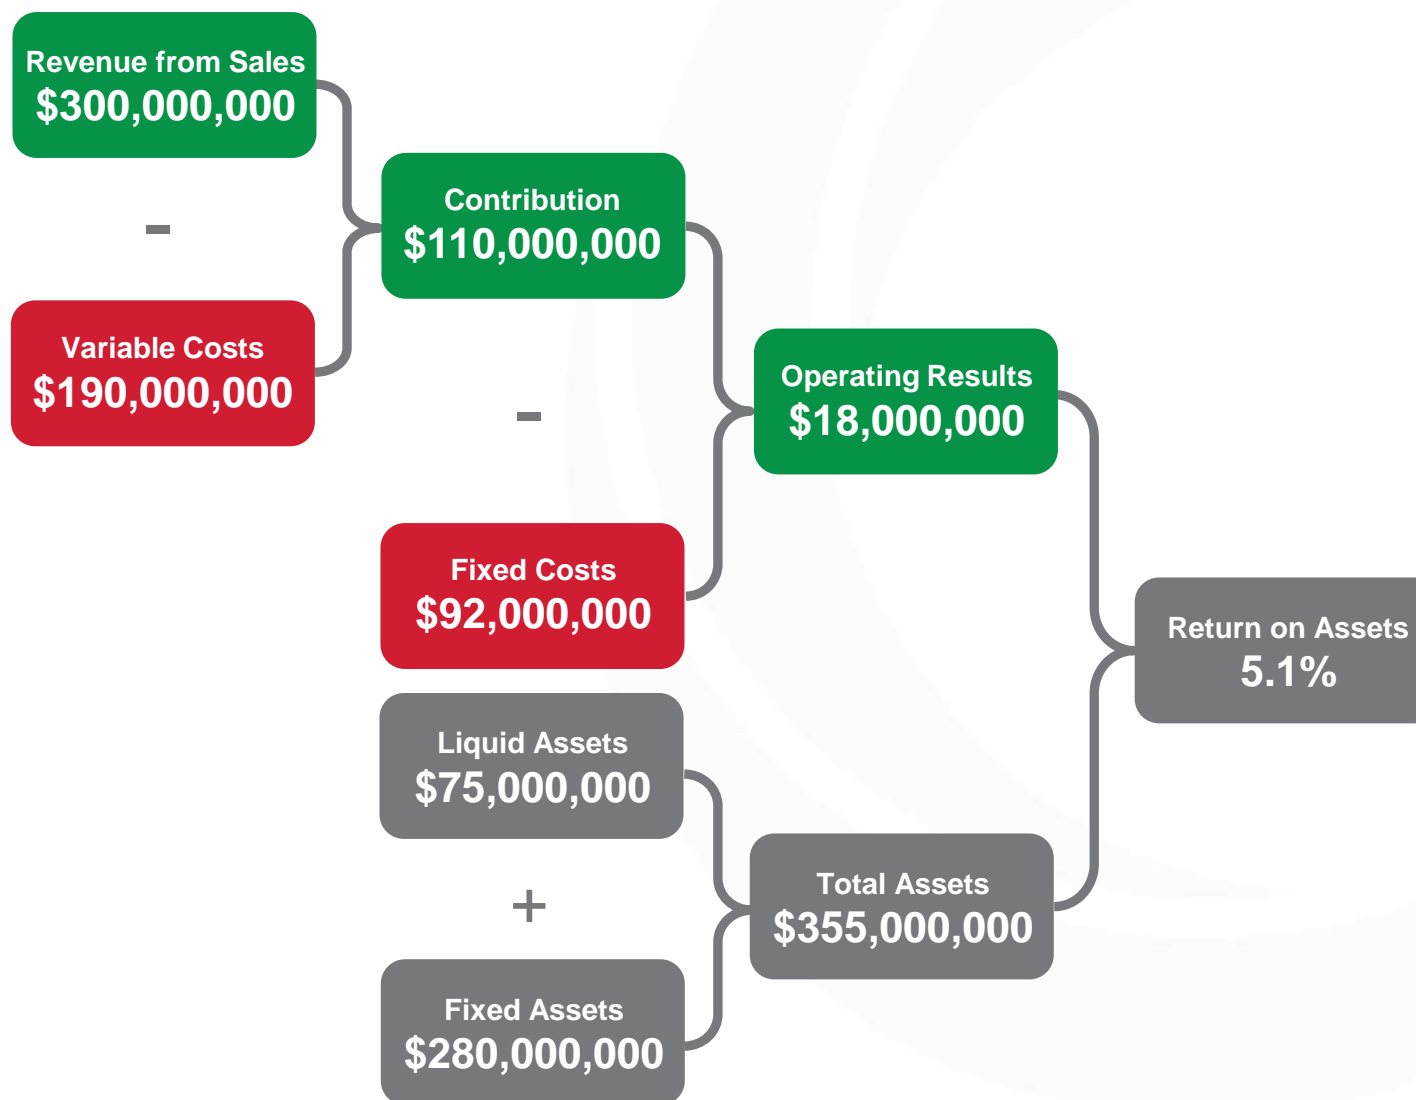 Revenue from Sales
$300,000,000
-
Variable Costs
$190,000,000
Contribution
$110,000,000
-
Fixed Costs
$92,000,000
Operating Results
$18,000,000
Liquid Assets
$75,000,000
+
Fixed Assets
$280,000,000
Total Assets
$355,000,000
Return on Assets
5.1%